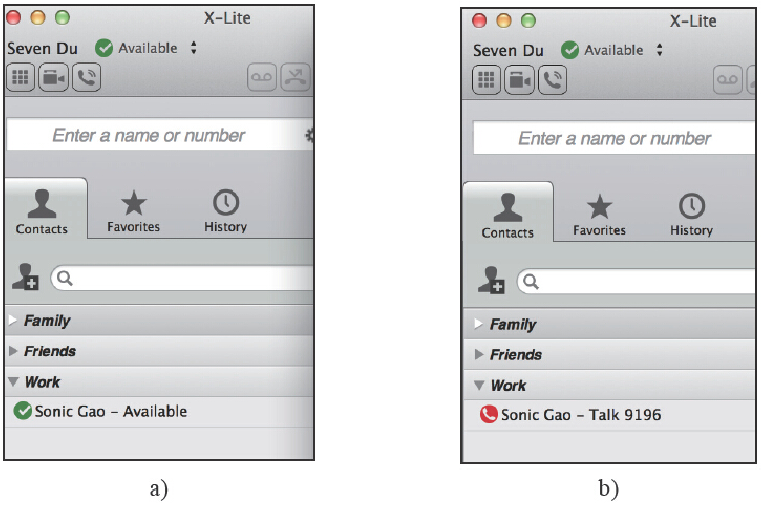 X-Lite
Seven Du Available
Enter a name or number
Contacts Favorites History
Family
Friends
Work
Sonic Gao – Available
a)
X-Lite
Seven Du Available
Enter a name or number
Contacts Favorites History
Family
Friends
Work
Sonic Gao – Talk 9196
b)